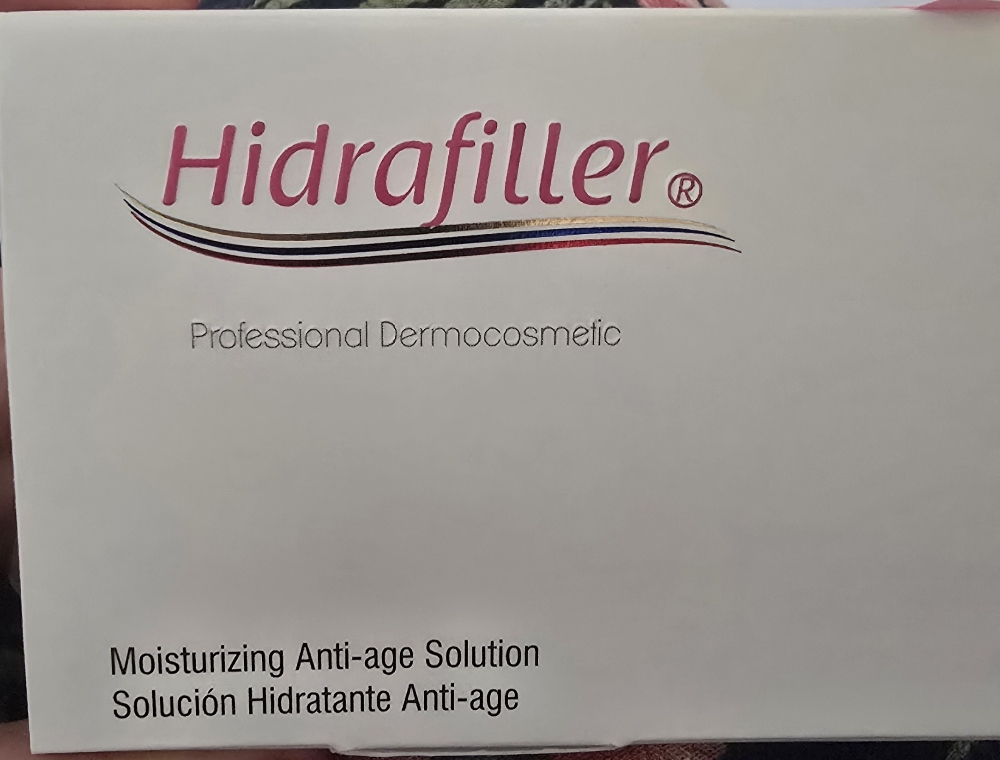 Hidrafiller®
Professional Dermocosmetic
Moisturizing Anti-age Solution
Solución Hidratante Anti-age